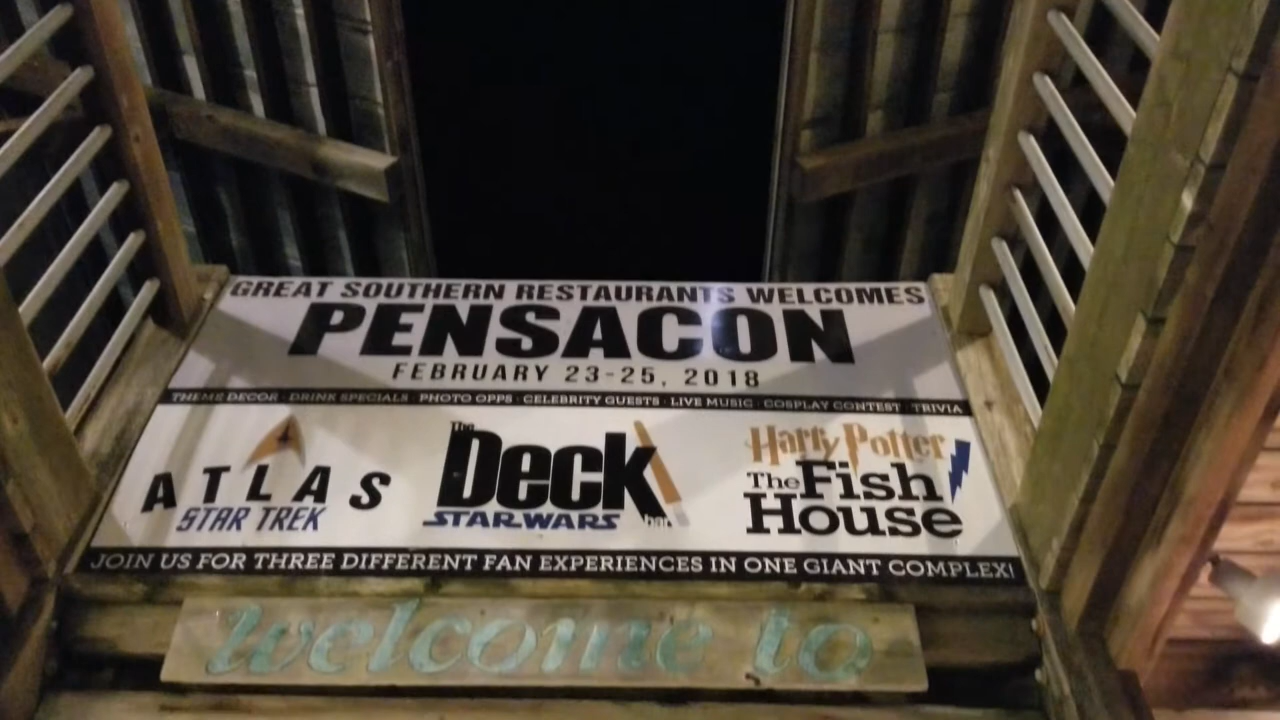 GREAT SOUTHERN RESTAURANTS WELCOMES
PENSACON
FEBRUARY 23-25, 2018
THEME DECOR · DRINK SPECIALS · PHOTO OPPS · CELEBRITY GUESTS · LIVE MUSIC · COSPLAY CONTEST · TRIVIA
ATLAS
STAR TREK
The
Deck
bar
STAR WARS
Harry Potter
The Fish
House
JOIN US FOR THREE DIFFERENT FAN EXPERIENCES IN ONE GIANT COMPLEX!
welcome to